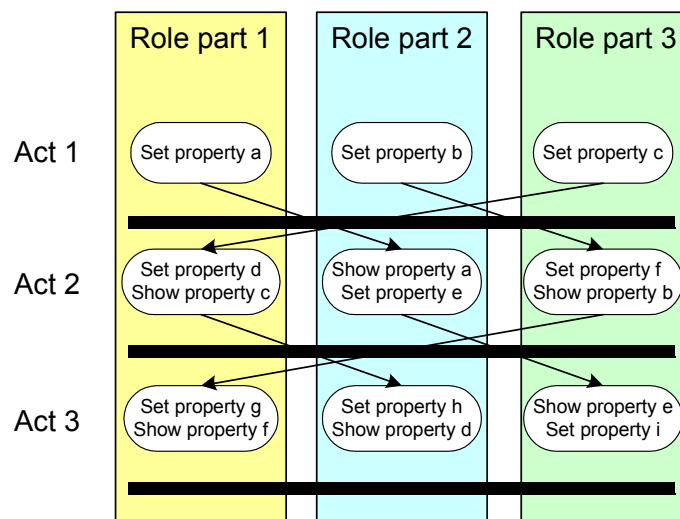 Role part 1
Role part 2
Role part 3
Act 1
Set property a
Set property b
Set property c
Act 2
Set property d
Show property c
Show property a
Set property e
Set property f
Show property b
Act 3
Set property g
Show property f
Set property h
Show property d
Show property e
Set property i